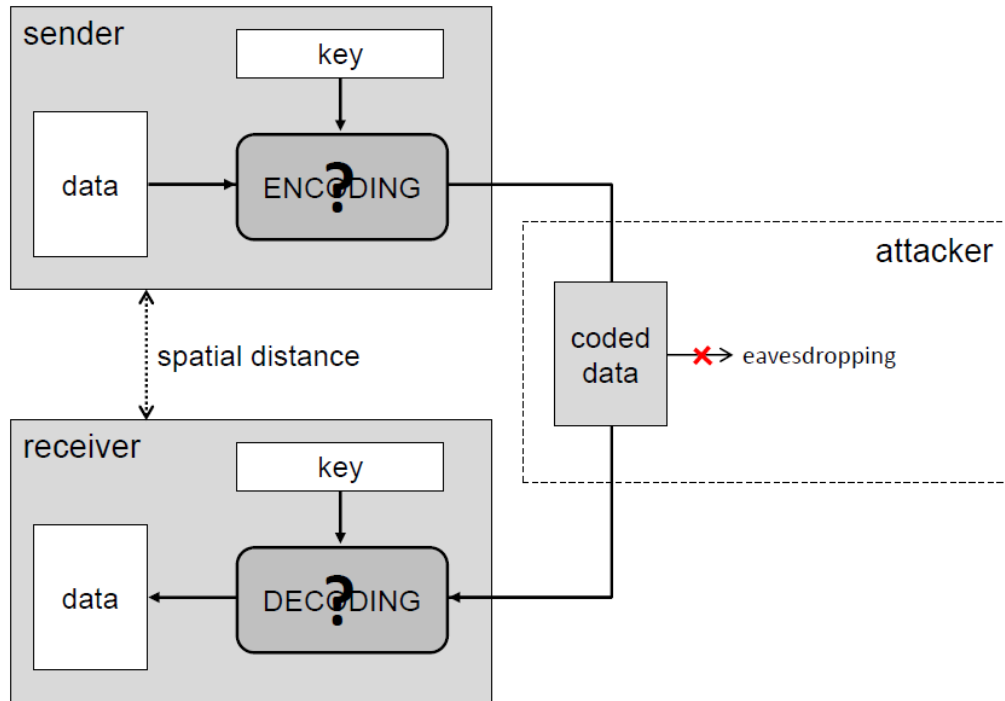 sender
key
data
ENCODING
?
attacker
coded
data
eavesdropping
spatial distance
receiver
key
data
DECODING
?